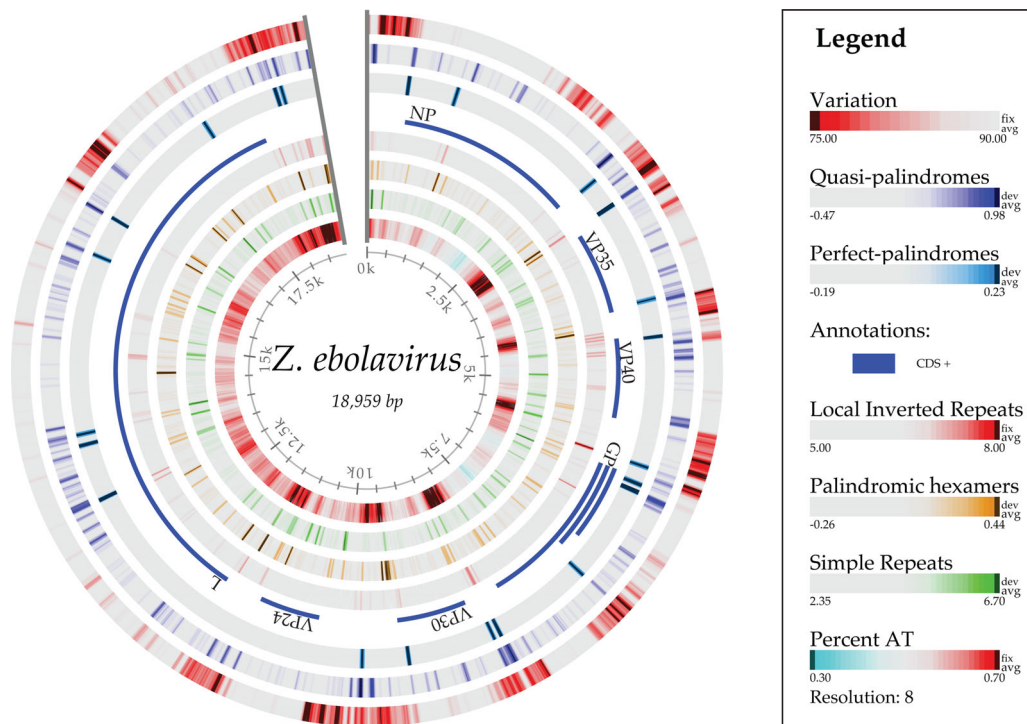 NP
VP35
VP40
GP
VP30
VP24
L
0k
2.5k
5k
7.5k
10k
12.5k
15k
17.5k
Z. ebolavirus
18,959 bp
Legend
Variation
fix
avg
75.00 90.00
Quasi-palindromes
dev
avg
-0.47 0.98
Perfect-palindromes
dev
avg
-0.19 0.23
Annotations:
CDS +
Local Inverted Repeats
fix
avg
5.00 8.00
Palindromic hexamers
dev
avg
-0.26 0.44
Simple Repeats
dev
avg
2.35 6.70
Percent AT
fix
avg
0.30 0.70
Resolution: 8